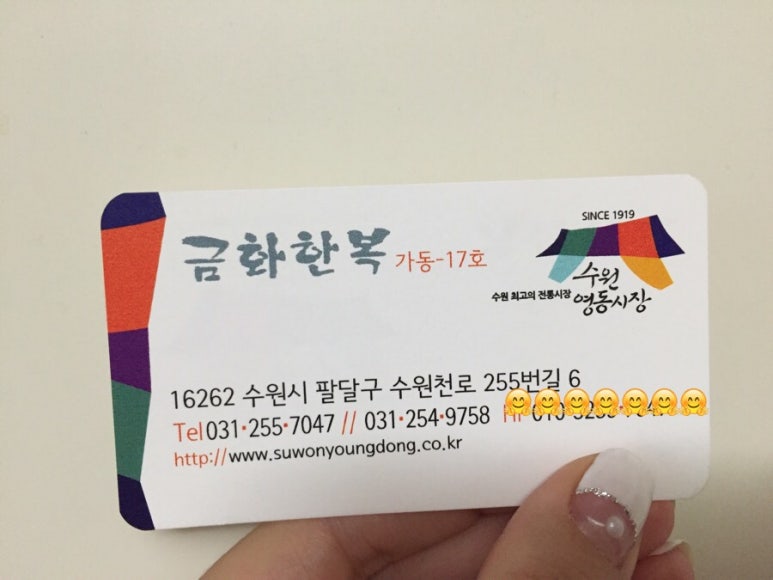 금화한복 가동-17호
SINCE 1919
수원 최고의 전통시장
수원
영동시장
16262 수원시 팔달구 수원천로 255번길 6
Tel 031·255·7047 // 031·254·9758
http://www.suwonyoungdong.co.kr